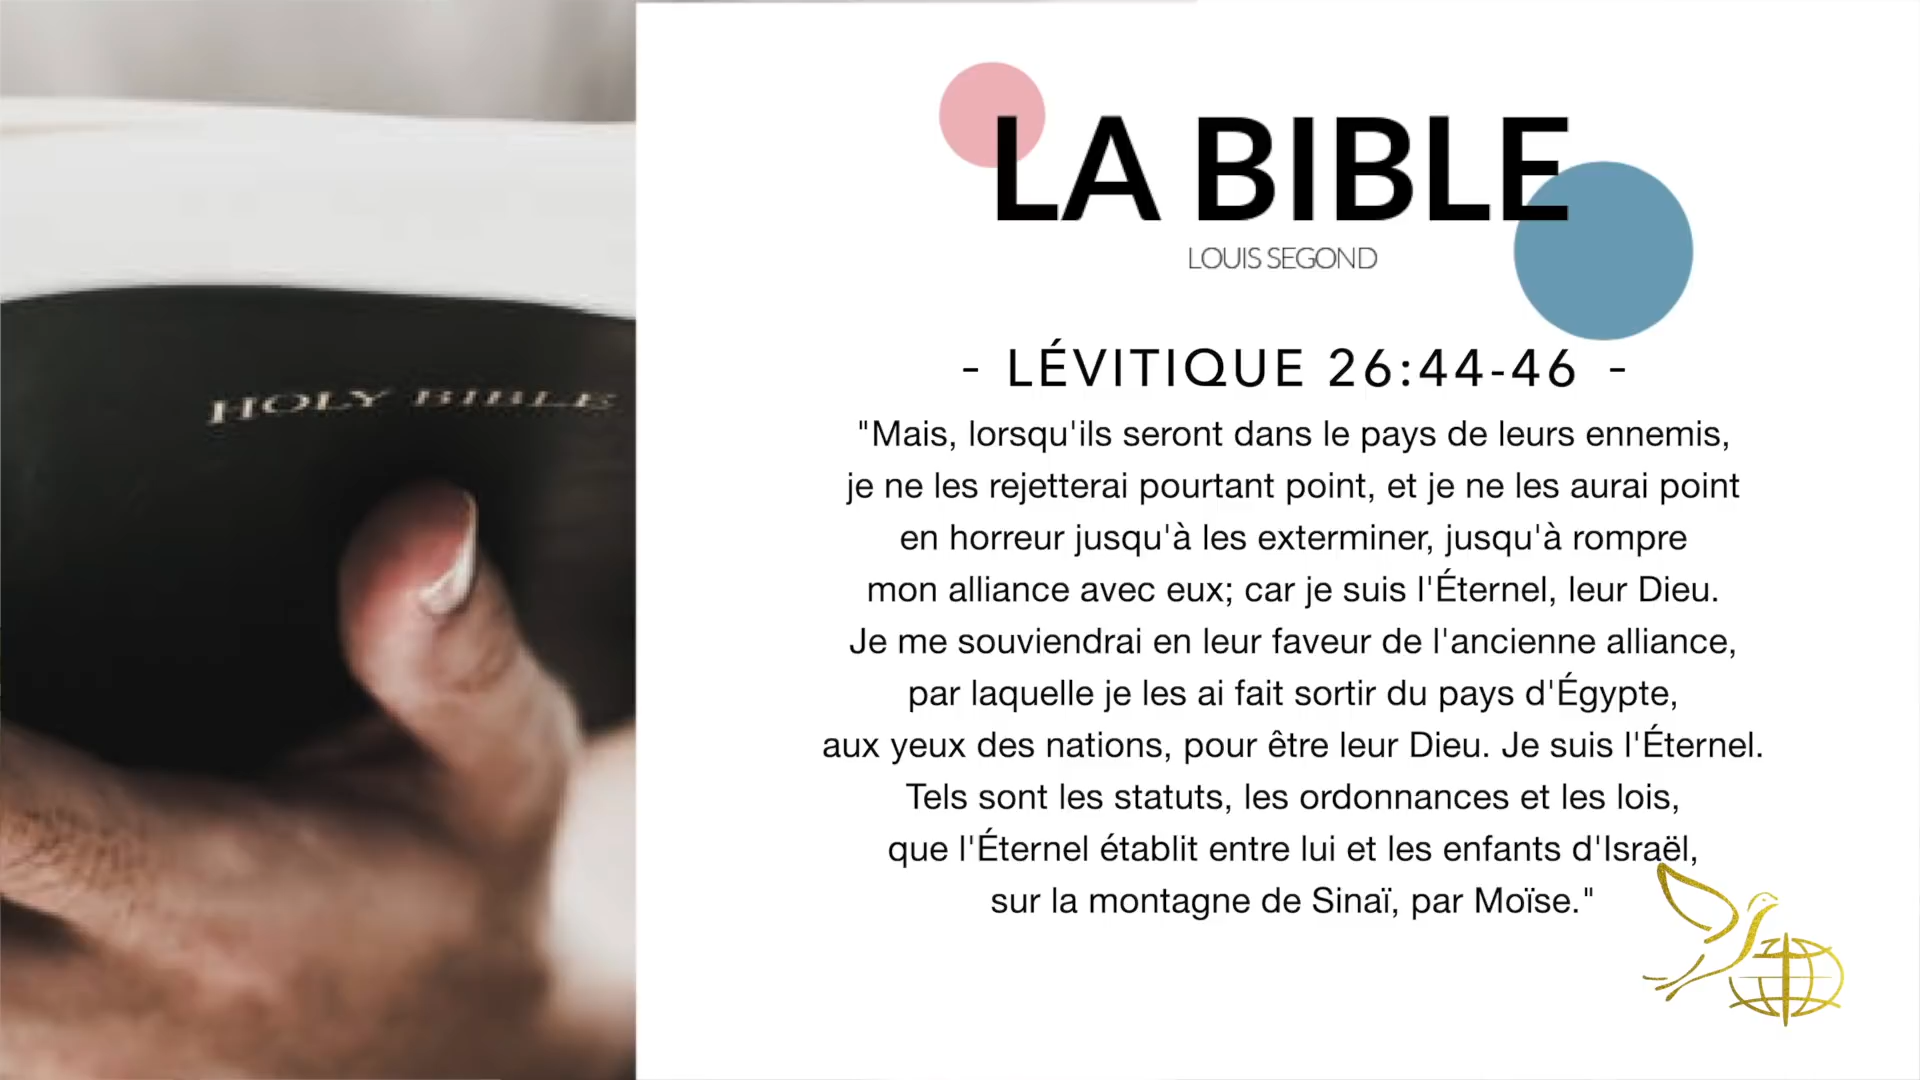 HOLY BIBLE
LA BIBLE
LOUIS SEGOND
- LÉVITIQUE 26:44-46 -
"Mais, lorsqu'ils seront dans le pays de leurs ennemis,
je ne les rejetterai pourtant point, et je ne les aurai point
en horreur jusqu'à les exterminer, jusqu'à rompre
mon alliance avec eux; car je suis l'Éternel, leur Dieu.
Je me souviendrai en leur faveur de l'ancienne alliance,
par laquelle je les ai fait sortir du pays d'Égypte,
aux yeux des nations, pour être leur Dieu. Je suis l'Éternel.
Tels sont les statuts, les ordonnances et les lois,
que l'Éternel établit entre lui et les enfants d'Israël,
sur la montagne de Sinaï, par Moïse."